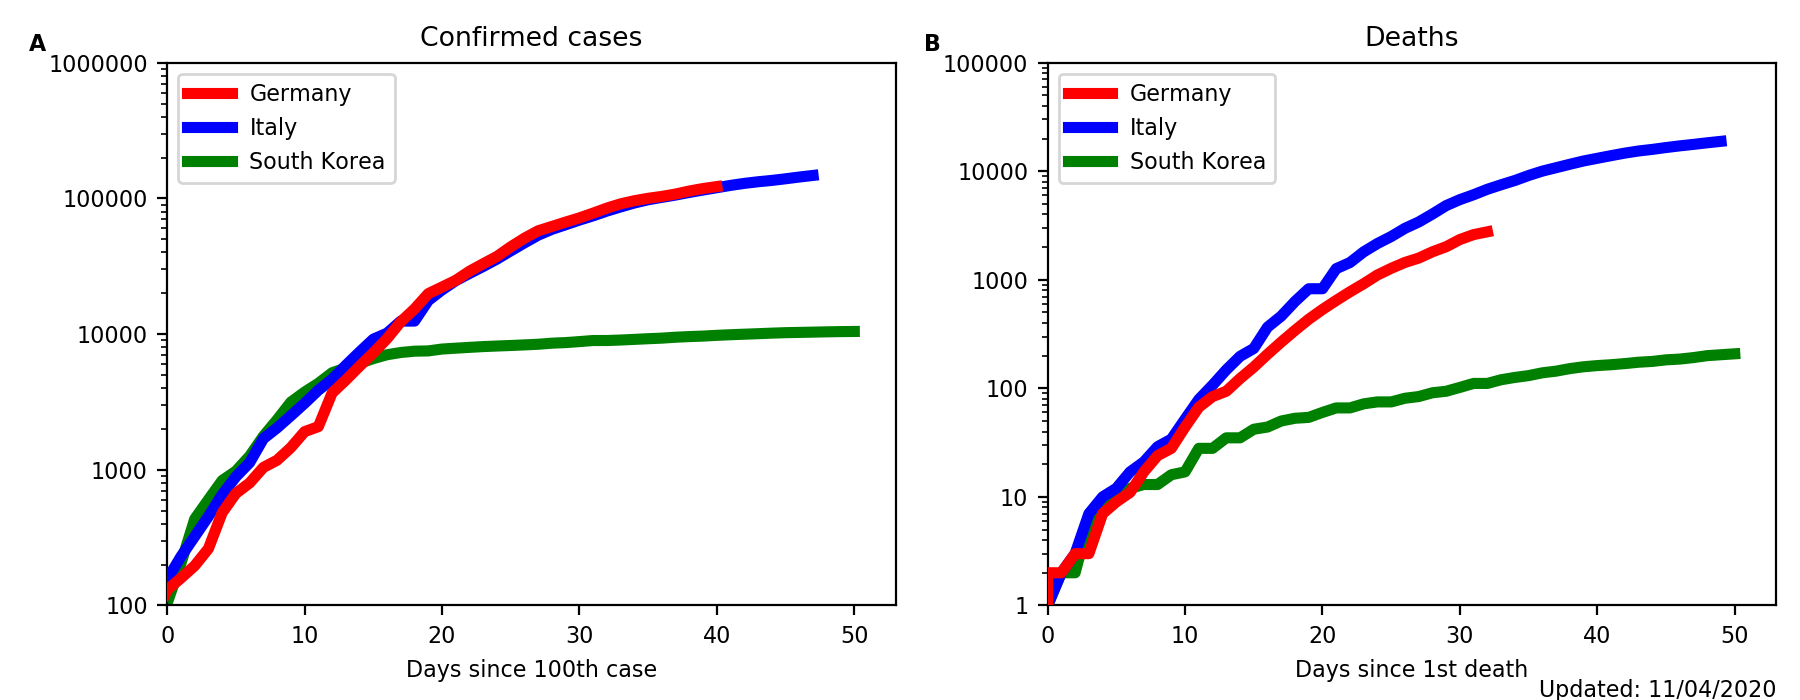 A
Confirmed cases
1000000
100000
10000
1000
100
Germany
Italy
South Korea
0 10 20 30 40 50
Days since 100th case
B
Deaths
100000
10000
1000
100
10
1
Germany
Italy
South Korea
0 10 20 30 40 50
Days since 1st death
Updated: 11/04/2020